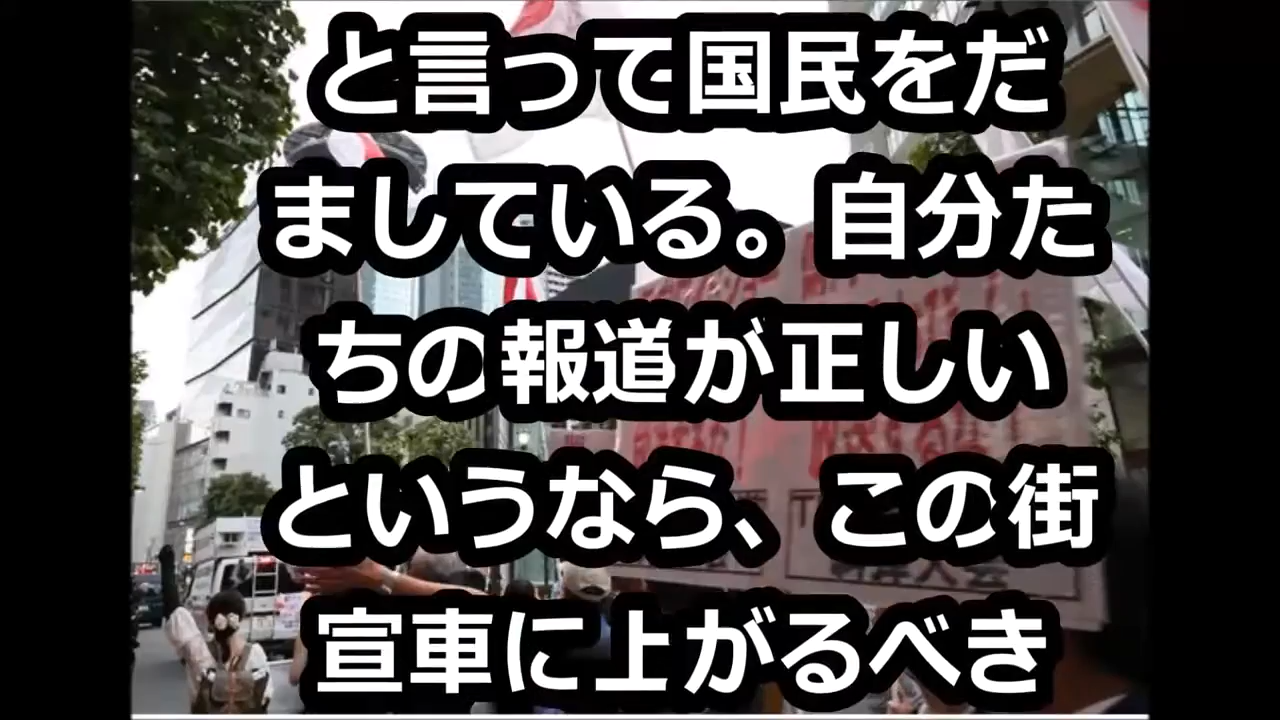 と言って国民をだ
ましている。自分た
ちの報道が正しい
というなら、この街
宣車に上がるべき